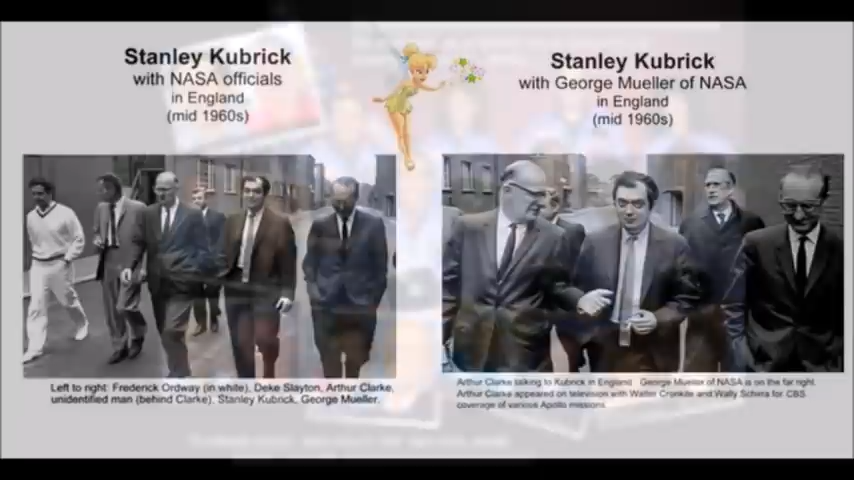 Stanley Kubrick
with NASA officials
in England
(mid 1960s)
Stanley Kubrick
with George Mueller of NASA
in England
(mid 1960s)
Left to right: Frederick Ordway (in white), Deke Slayton, Arthur Clarke,
unidentified man (behind Clarke), Stanley Kubrick, George Mueller.
Arthur Clarke talking to Kubrick in England. George Mueller of NASA is on the far right.
Arthur Clarke appeared on television with Walter Cronkite and Wally Schirra for CBS
coverage of various Apollo missions.